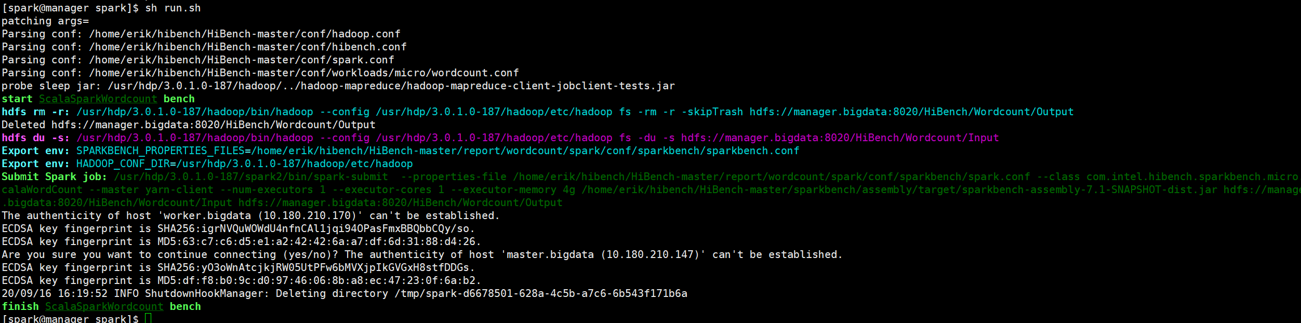 [spark@manager spark]$ sh run.sh
patching args=
Parsing conf: /home/erik/hibench/HiBench-master/conf/hadoop.conf
Parsing conf: /home/erik/hibench/HiBench-master/conf/hibench.conf
Parsing conf: /home/erik/hibench/HiBench-master/conf/spark.conf
Parsing conf: /home/erik/hibench/HiBench-master/conf/workloads/micro/wordcount.conf
probe sleep jar: /usr/hdp/3.0.1.0-187/hadoop/../hadoop-mapreduce/hadoop-mapreduce-client-jobclient-tests.jar
start ScalaSparkWordcount bench
hdfs rm -r: /usr/hdp/3.0.1.0-187/hadoop/bin/hadoop --config /usr/hdp/3.0.1.0-187/hadoop/etc/hadoop fs -rm -r -skipTrash hdfs://manager.bigdata:8020/HiBench/Wordcount/Output
Deleted hdfs://manager.bigdata:8020/HiBench/Wordcount/Output
hdfs du -s: /usr/hdp/3.0.1.0-187/hadoop/bin/hadoop --config /usr/hdp/3.0.1.0-187/hadoop/etc/hadoop fs -du -s hdfs://manager.bigdata:8020/HiBench/Wordcount/Input
Export env: SPARKBENCH_PROPERTIES_FILES=/home/erik/hibench/HiBench-master/report/wordcount/spark/conf/sparkbench/sparkbench.conf
Export env: HADOOP_CONF_DIR=/usr/hdp/3.0.1.0-187/hadoop/etc/hadoop
Submit Spark job: /usr/hdp/3.0.1.0-187/spark2/bin/spark-submit  --properties-file /home/erik/hibench/HiBench-master/report/wordcount/spark/conf/sparkbench/spark.conf --class com.intel.hibench.sparkbench.micro
calaWordCount --master yarn-client --num-executors 1 --executor-cores 1 --executor-memory 4g /home/erik/hibench/HiBench-master/sparkbench/assembly/target/sparkbench-assembly-7.1-SNAPSHOT-dist.jar hdfs://manage
.bigdata:8020/HiBench/Wordcount/Input hdfs://manager.bigdata:8020/HiBench/Wordcount/Output
The authenticity of host 'worker.bigdata (10.180.210.170)' can't be established.
ECDSA key fingerprint is SHA256:igrNVQuWOWdU4nfnCAl1jqi94OPasFmxBBQbbCQy/so.
ECDSA key fingerprint is MD5:63:c7:c6:d5:e1:a2:42:42:6a:a7:df:6d:31:88:d4:26.
Are you sure you want to continue connecting (yes/no)? The authenticity of host 'master.bigdata (10.180.210.147)' can't be established.
ECDSA key fingerprint is SHA256:yO3oWnAtcjkjRW05UtPFw6bMVXjpIkGVGxH8stfDDGs.
ECDSA key fingerprint is MD5:df:f8:b0:9c:d0:97:46:06:8b:a8:ec:47:23:0f:6a:b2.
20/09/16 16:19:52 INFO ShutdownHookManager: Deleting directory /tmp/spark-d6678501-628a-4c5b-a7c6-6b543f171b6a
finish ScalaSparkWordcount bench
[spark@manager spark]$